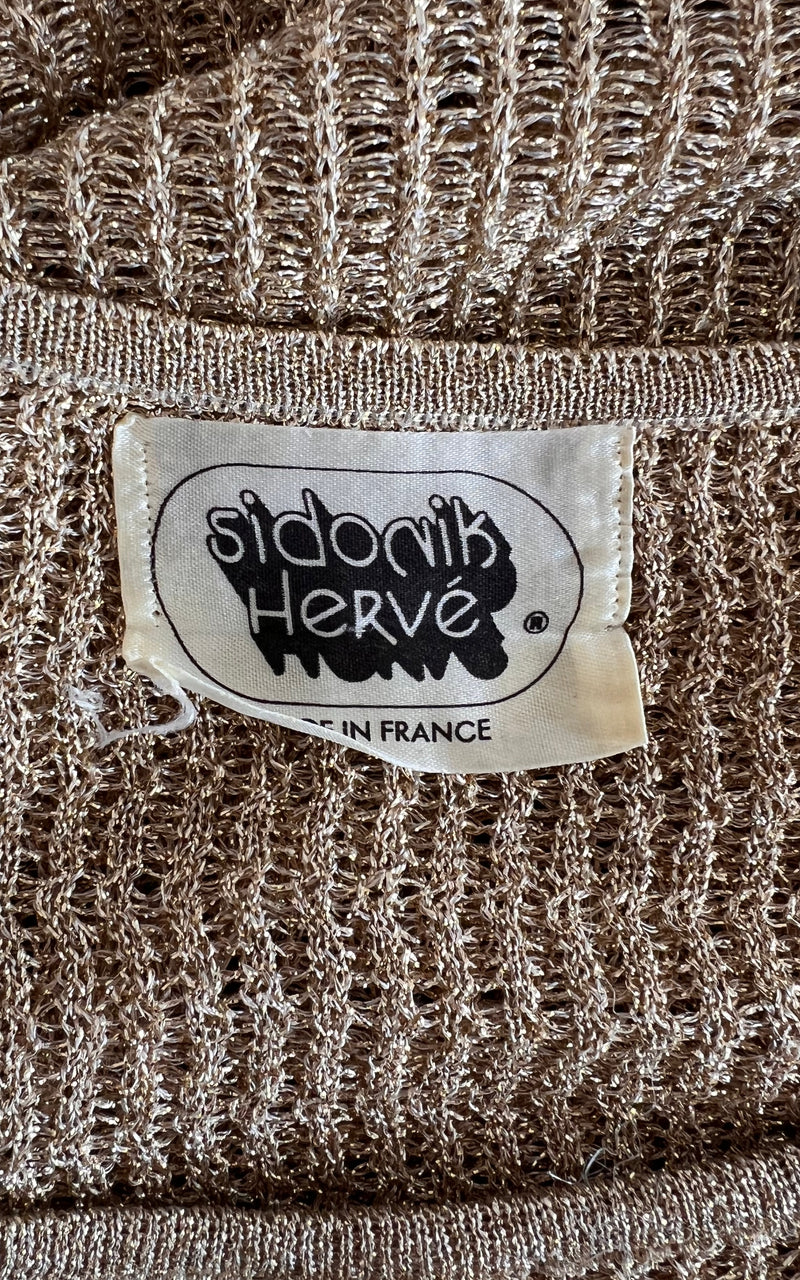 sidonik
Hervé ®
IN FRANCE